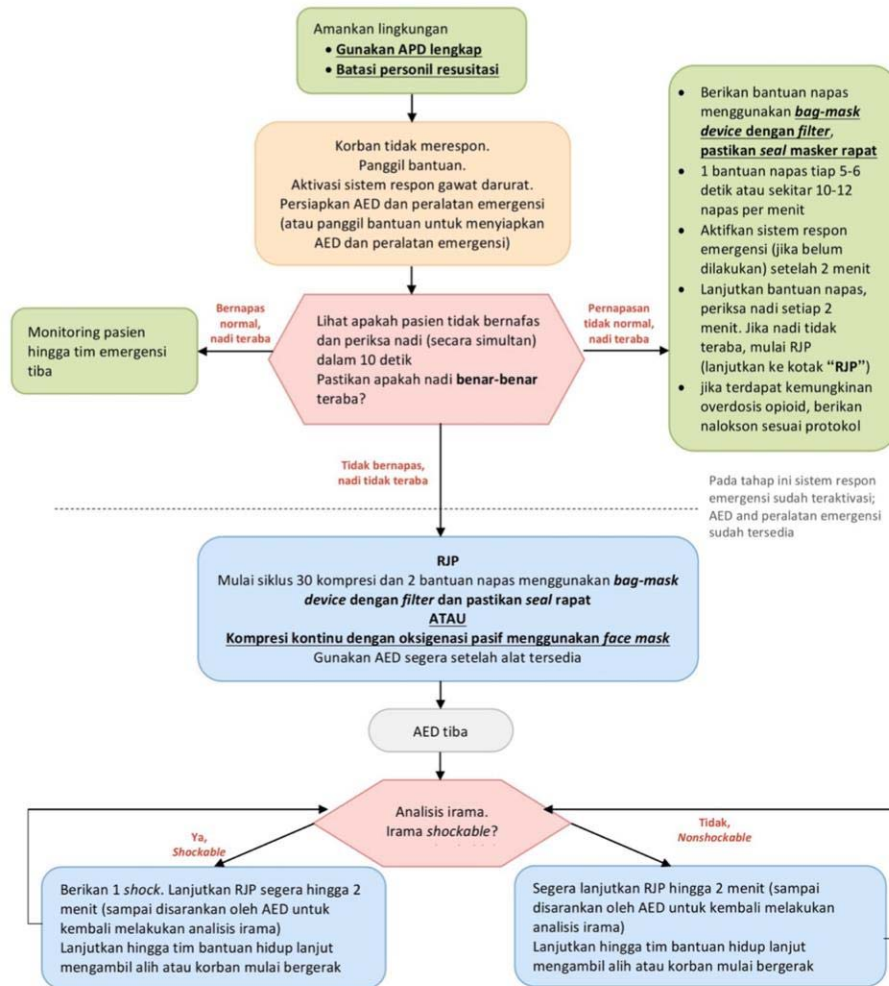 Amankan lingkungan
• Gunakan APD lengkap
• Batasi personil resusitasi
Korban tidak merespon.
Panggil bantuan.
Aktivasi sistem respon gawat darurat.
Persiapkan AED dan peralatan emergensi
(atau panggil bantuan untuk menyiapkan
AED dan peralatan emergensi)
• Berikan bantuan napas
menggunakan bag-mask
device dengan filter,
pastikan seal masker rapat
• 1 bantuan napas tiap 5-6
detik atau sekitar 10-12
napas per menit
• Aktifkan sistem respon
emergensi (jika belum
dilakukan) setelah 2 menit
• Lanjutkan bantuan napas,
periksa nadi setiap 2
menit. Jika nadi tidak
teraba, mulai RJP
(lanjutkan ke kotak “RJP”)
• jika terdapat kemungkinan
overdosis opioid, berikan
nalokson sesuai protokol
Bernapas
normal,
nadi teraba
Monitoring pasien
hingga tim emergensi
tiba
Lihat apakah pasien tidak bernafas
dan periksa nadi (secara simultan)
dalam 10 detik
Pastikan apakah nadi benar-benar
teraba?
Pernapasan
tidak normal,
nadi teraba
Tidak bernapas,
nadi tidak teraba
Pada tahap ini sistem respon
emergensi sudah teraktivasi;
AED and peralatan emergensi
sudah tersedia
RJP
Mulai siklus 30 kompresi dan 2 bantuan napas menggunakan bag-mask
device dengan filter dan pastikan seal rapat
ATAU
Kompresi kontinu dengan oksigenasi pasif menggunakan face mask
Gunakan AED segera setelah alat tersedia
AED tiba
Analisis irama.
Irama shockable?
Ya,
Shockable
Tidak,
Nonshockable
Berikan 1 shock. Lanjutkan RJP segera hingga 2
menit (sampai disarankan oleh AED untuk
kembali melakukan analisis irama)
Lanjutkan hingga tim bantuan hidup lanjut
mengambil alih atau korban mulai bergerak
Segera lanjutkan RJP hingga 2 menit (sampai
disarankan oleh AED untuk kembali melakukan
analisis irama)
Lanjutkan hingga tim bantuan hidup lanjut
mengambil alih atau korban mulai bergerak